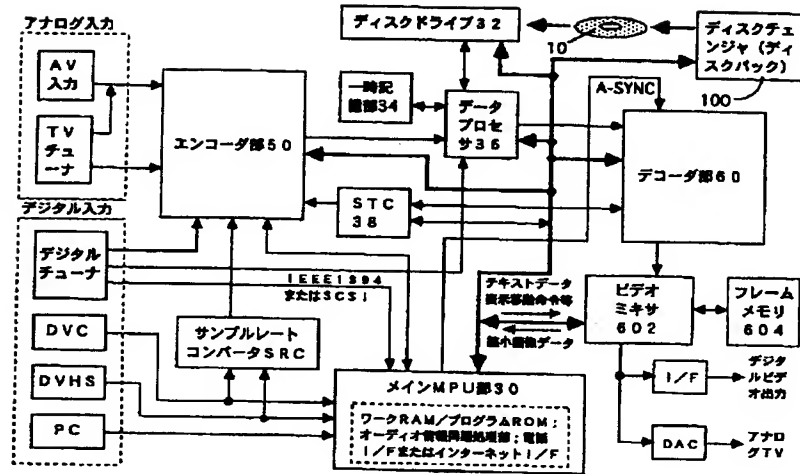 アナログ入力
AV
入力
TV
チュ
ーナ
デジタル入力
デジタル
チューナ
DVC
DVHS
PC
エンコーダ部50
サンプルレート
コンバータSRC
IEEE1394
またはSCSI
ディスクドライブ32
一時記
憶部34
データ
プロセ
サ36
STC
38
10
ディスクチェ
ンジャ(ディ
スクパック)
100
A-SYNC
デコーダ部60
テキストデータ
表示移動命令等
縮小画像データ
ビデオ
ミキサ
602
フレーム
メモリ
604
I/F
デジタ
ルビデ
オ出力
DAC
アナロ
グTV
メインMPU部30
ワークRAM/プログラムROM;
オーディオ情報同期処理部;電話
I/FまたはインターネットI/F